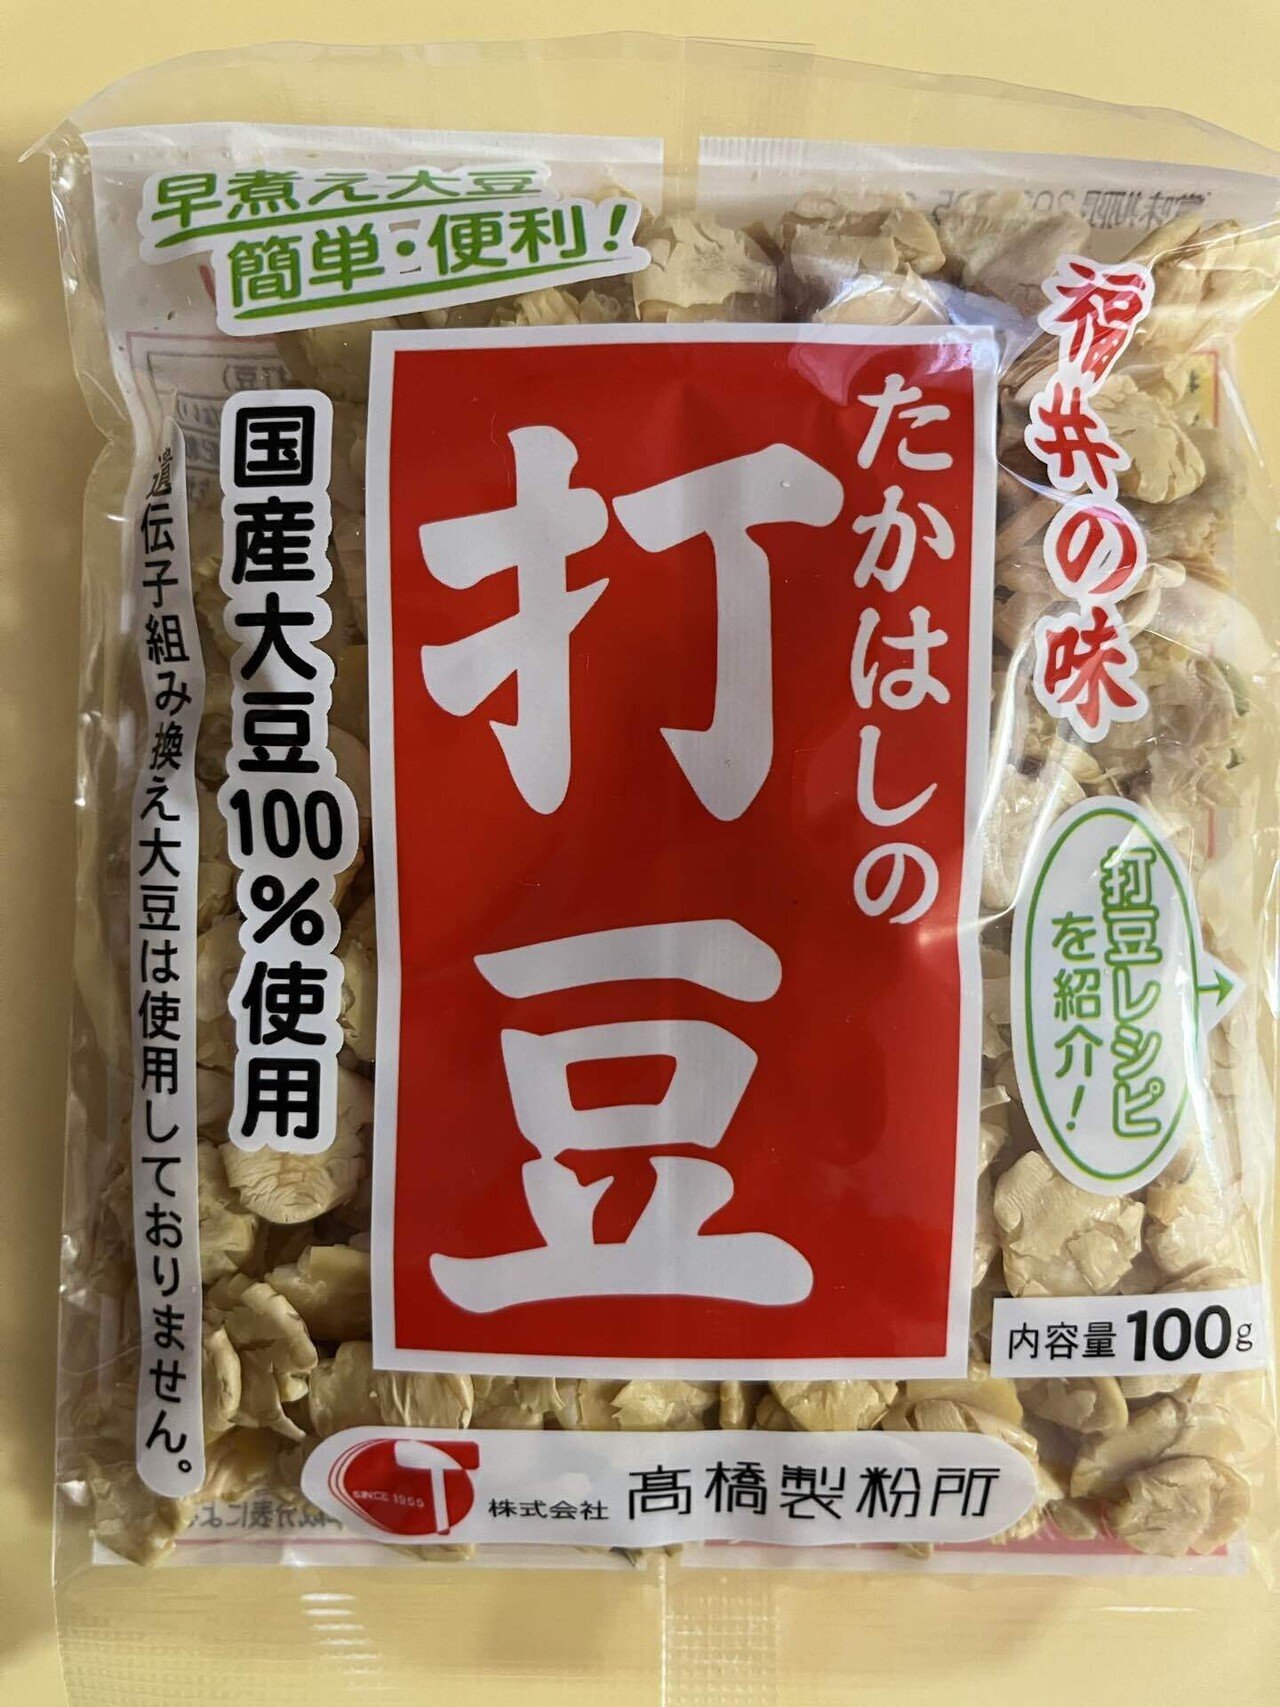 早煮え大豆
簡単・便利!
福井の味
たかはしの
打豆
国産大豆100%使用
遺伝子組み換え大豆は使用しておりません。
打豆レシピ
を紹介!
内容量100g
SINCE 1955
株式会社 髙橋製粉所